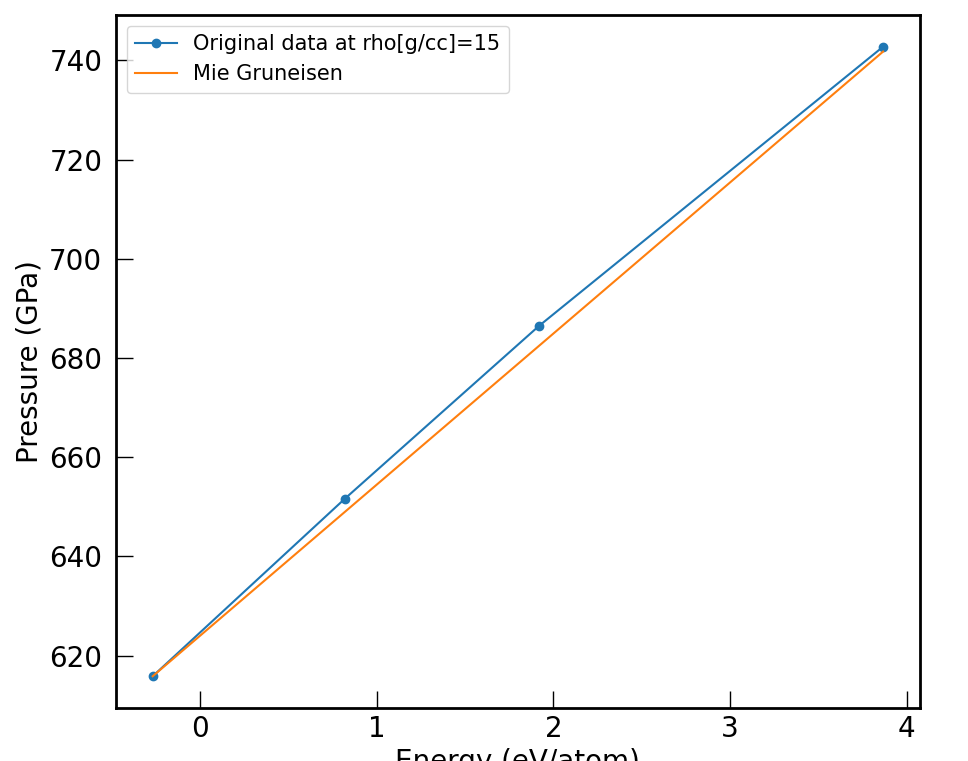 Original data at rho[g/cc]=15
Mie Gruneisen
740
720
700
680
660
640
620
Pressure (GPa)
0 1 2 3 4
Energy (eV/atom)